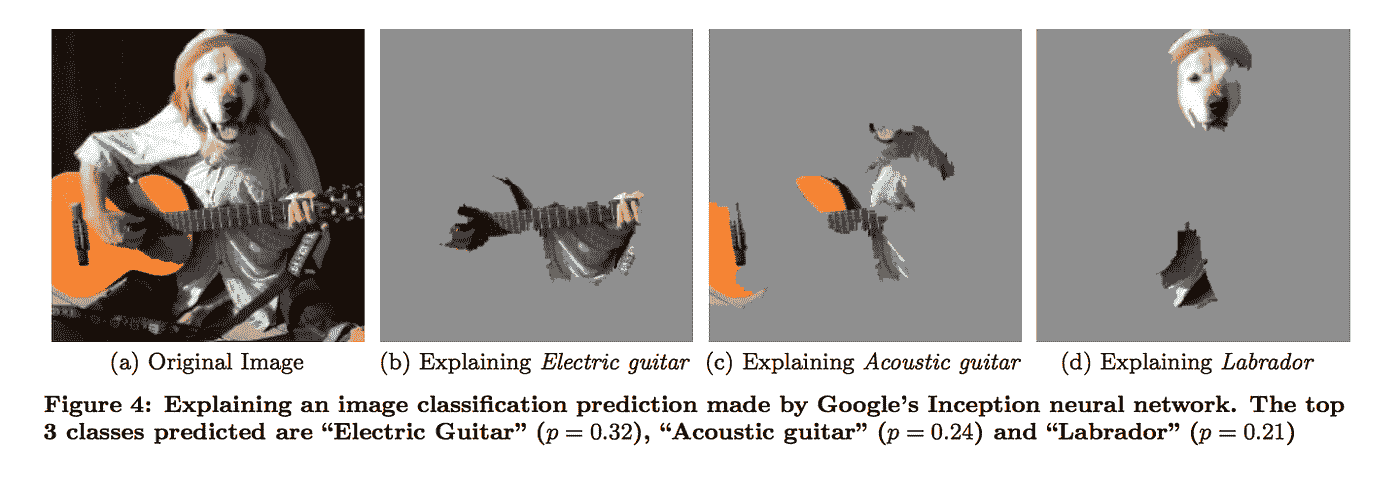 (a) Original Image
(b) Explaining Electric guitar
(c) Explaining Acoustic guitar
(d) Explaining Labrador
Figure 4: Explaining an image classification prediction made by Google's Inception neural network. The top
3 classes predicted are “Electric Guitar” (p = 0.32), “Acoustic guitar” (p = 0.24) and “Labrador” (p = 0.21)